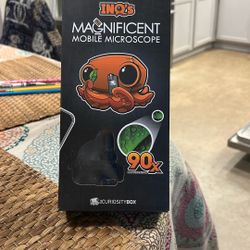 INQ's
MAGNIFICENT
MOBILE MICROSCOPE
90x
CURIOSITYBOX